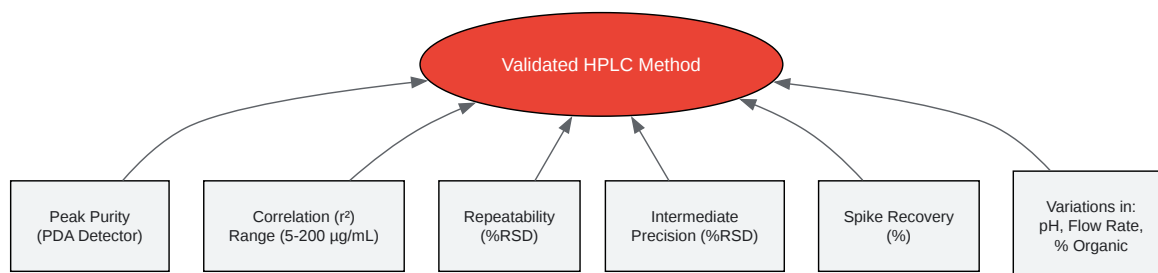 Validated HPLC Method
Peak Purity
(PDA Detector)
Correlation (r²)
Range (5-200 µg/mL)
Repeatability
(%RSD)
Intermediate
Precision (%RSD)
Spike Recovery
(%)
Variations in:
pH, Flow Rate,
% Organic